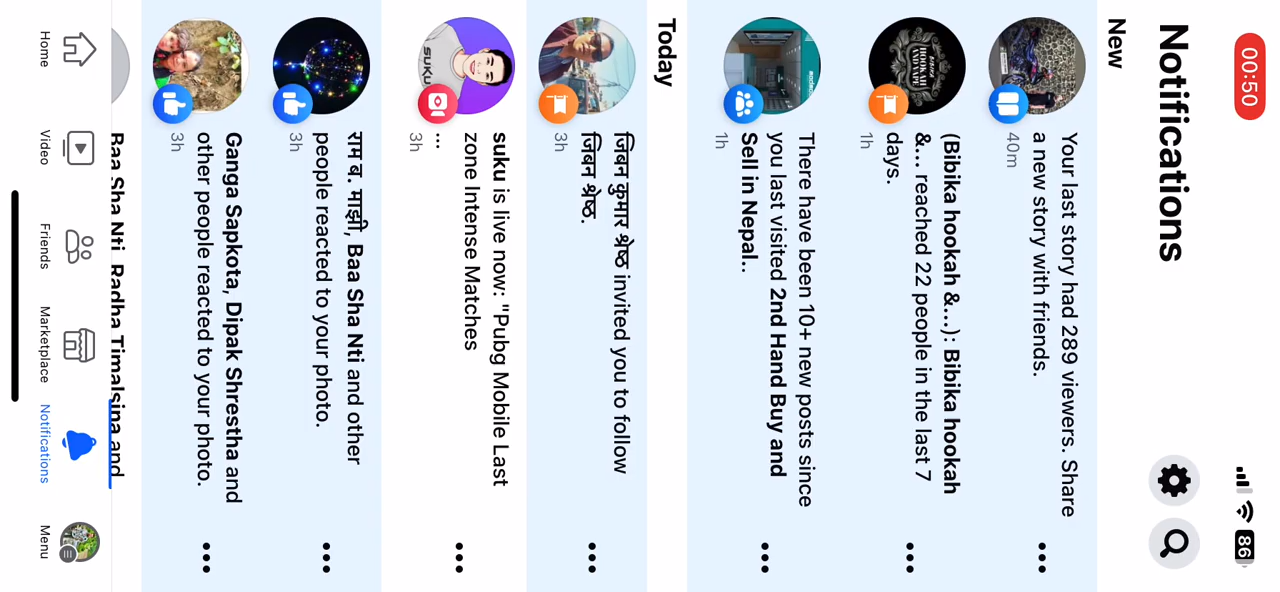 00:50
86
Notifications
New
Your last story had 289 viewers. Share
a new story with friends.
40m
(Bibika hookah &...): Bibika hookah
&... reached 22 people in the last 7
days.
1h
There have been 10+ new posts since
you last visited 2nd Hand Buy and
Sell in Nepal..
1h
Today
जिबन कुमार श्रेष्ठ invited you to follow
जिबन श्रेष्ठ.
3h
suku is live now: "Pubg Mobile Last
zone Intense Matches
...
3h
SUKU
राम ब. माझी, Baa Sha Nti and other
people reacted to your photo.
3h
Ganga Sapkota, Dipak Shrestha and
other people reacted to your photo.
3h
Baa Sha Nti, Radha Timalsina and
Home
Video
Friends
Marketplace
Notifications
Menu